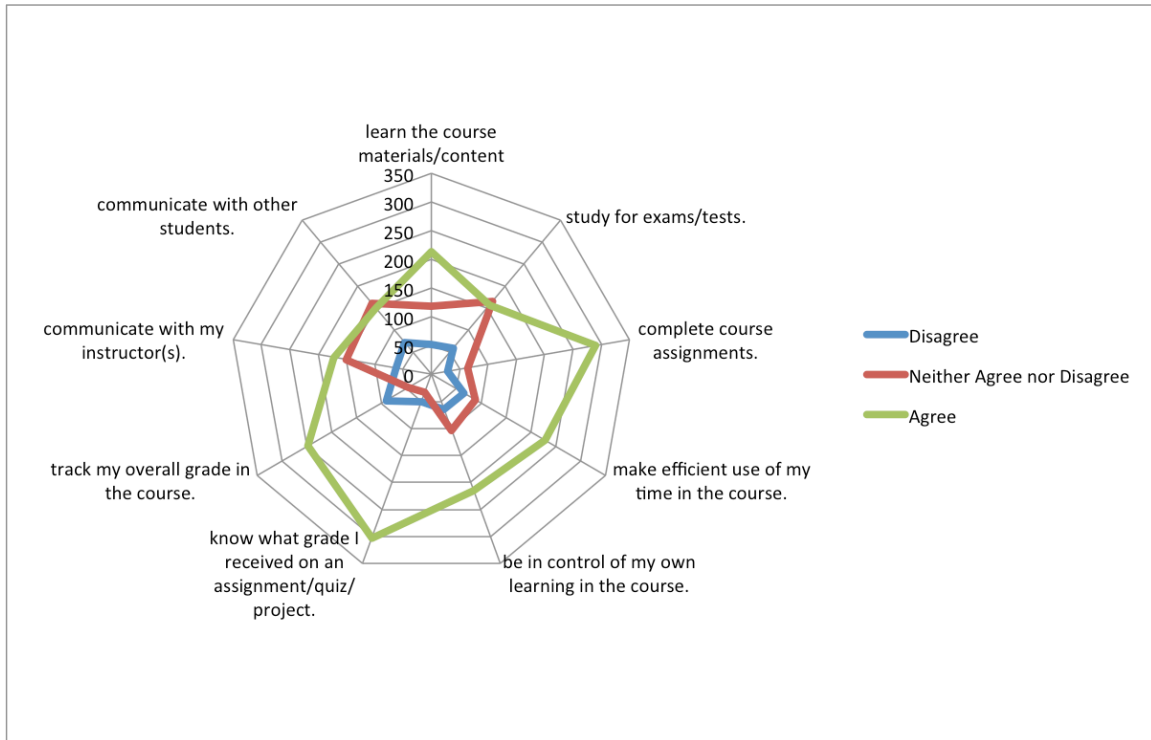 learn the course
materials/content
350
300
250
200
150
100
50
0
study for exams/tests.
complete course
assignments.
make efficient use of my
time in the course.
be in control of my own
learning in the course.
know what grade I
received on an
assignment/quiz/
project.
track my overall grade in
the course.
communicate with my
instructor(s).
communicate with other
students.
Disagree
Neither Agree nor Disagree
Agree